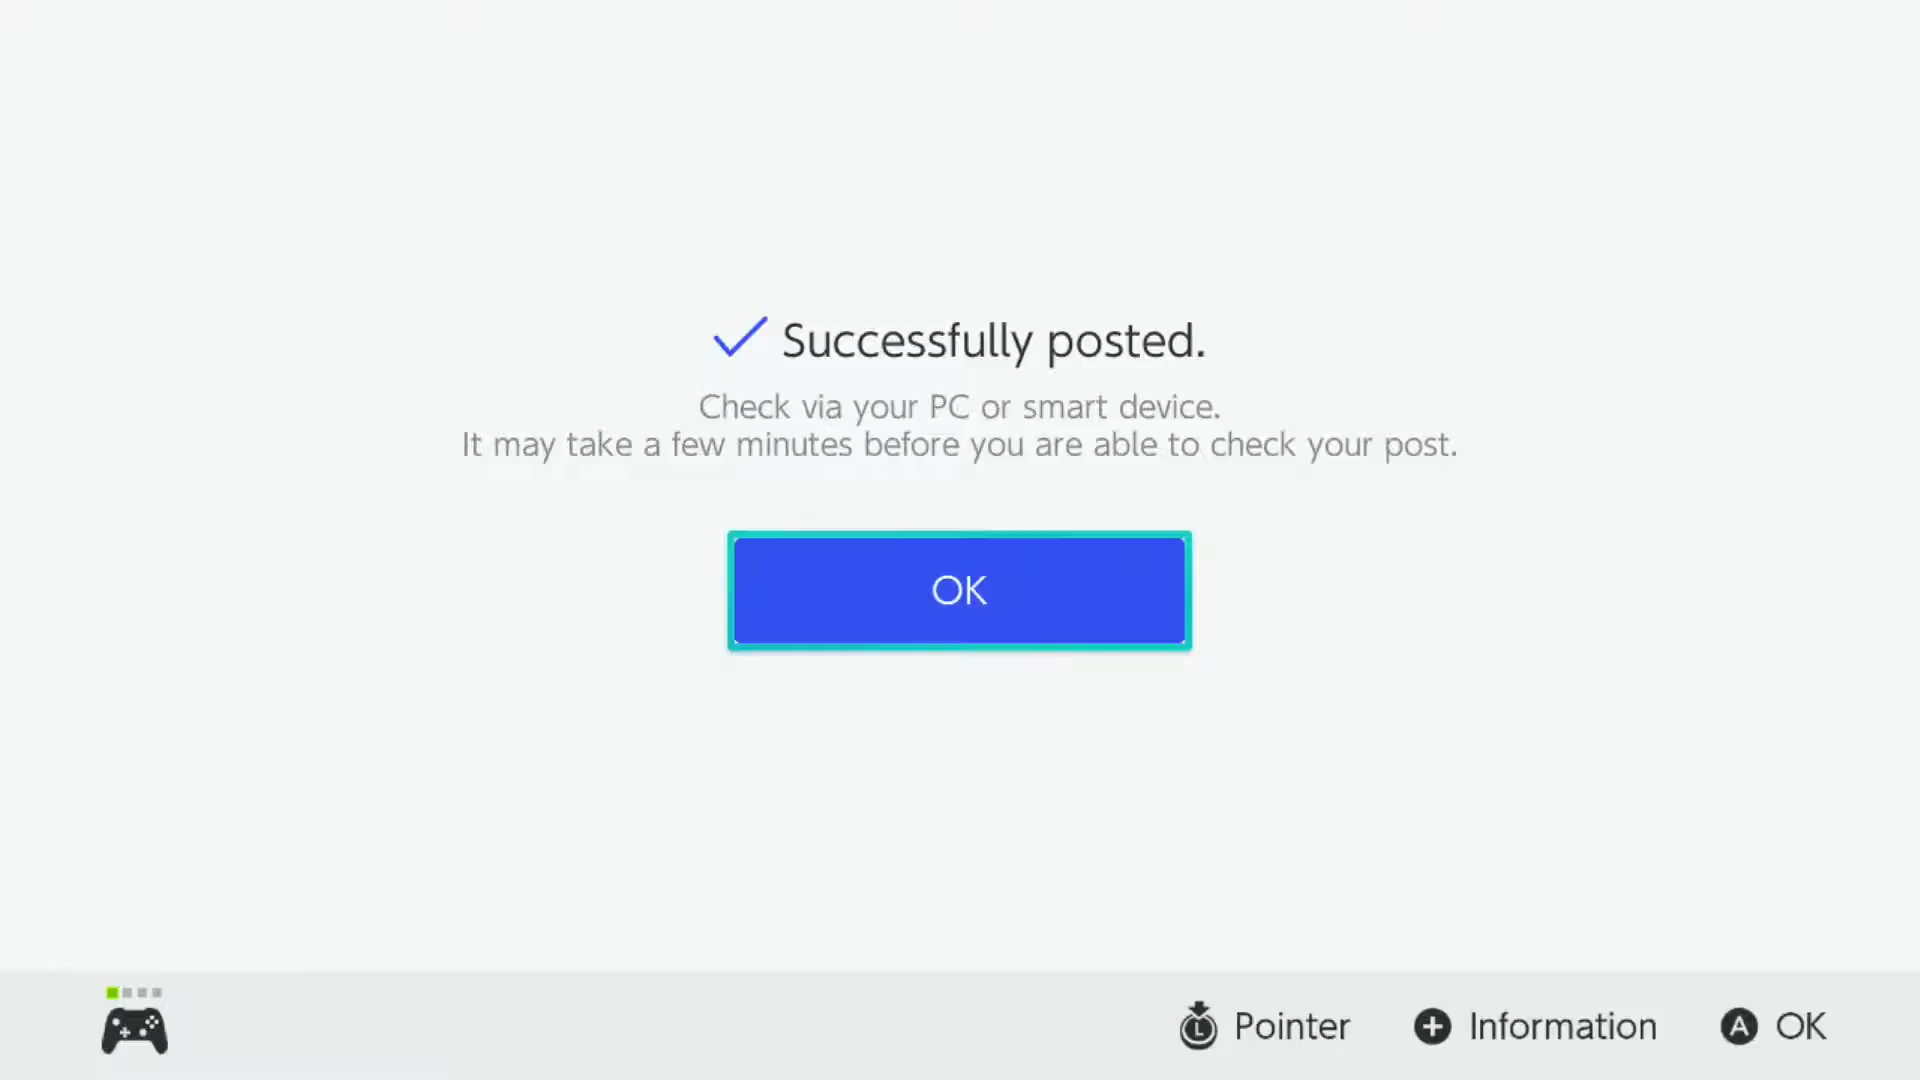 Successfully posted.
Check via your PC or smart device.
It may take a few minutes before you are able to check your post.
OK
L Pointer
Information
A OK